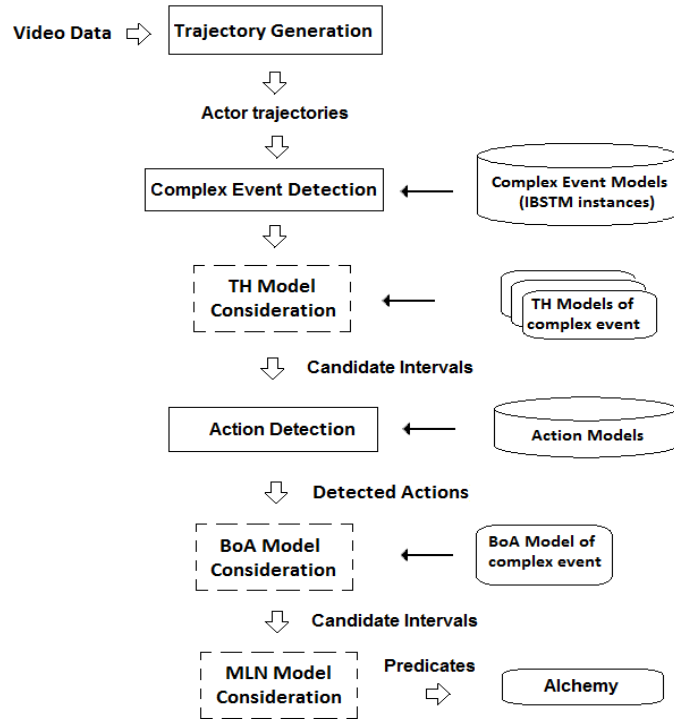 Video Data
Trajectory Generation
Actor trajectories
Complex Event Detection
Complex Event Models
(IBSTM instances)
TH Model
Consideration
TH Models of
complex event
Candidate Intervals
Action Detection
Action Models
Detected Actions
BoA Model
Consideration
BoA Model of
complex event
Candidate Intervals
MLN Model
Consideration
Predicates
Alchemy